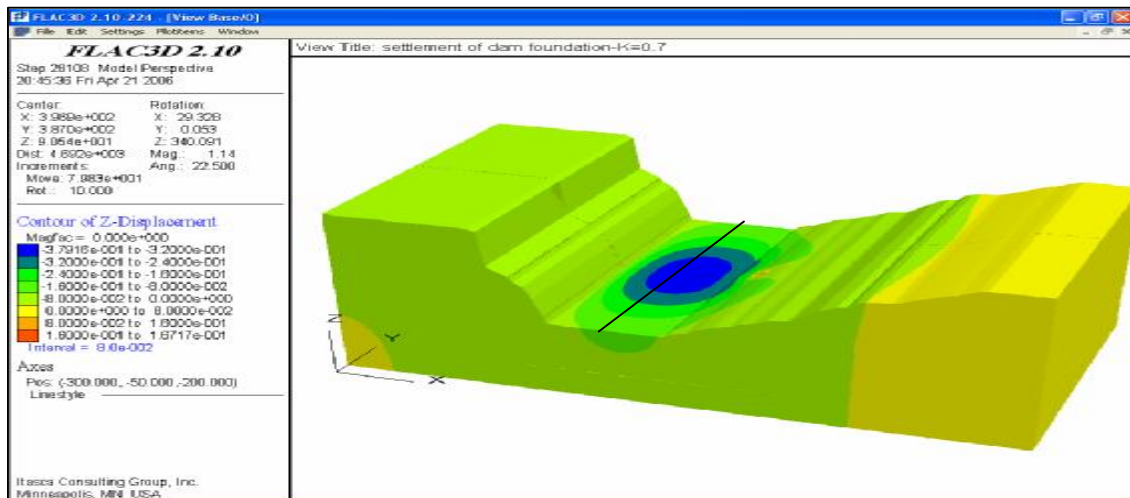 FLAC3D 2.10-224 - [View Base/0]
File Edit Settings PlotItems Window
FLAC3D 2.10
Step 28108 Model Perspective
20:45:36 Fri Apr 21 2006
Center: Rotation:
X: 3.989e+002 X: 29.328
Y: 3.870e+002 Y: 0.053
Z: 9.054e+001 Z: 340.091
Dist: 4.692e+003 Mag.: 1.14
Increments: Ang.: 22.500
Move: 7.983e+001
Rot.: 10.000
Contour of Z-Displacement
Magfac = 0.000e+000
-3.7916e-001 to -3.2000e-001
-3.2000e-001 to -2.4000e-001
-2.4000e-001 to -1.6000e-001
-1.6000e-001 to -8.0000e-002
-8.0000e-002 to 0.0000e+000
0.0000e+000 to 8.0000e-002
8.0000e-002 to 1.6000e-001
1.6000e-001 to 1.6717e-001
Interval = 8.0e-002
Axes
Pos: (-300.000, -50.000, -200.000)
Linestyle
Itasca Consulting Group, Inc.
Minneapolis, MN USA
View Title: settlement of dam foundation-K=0.7
Z
Y
X